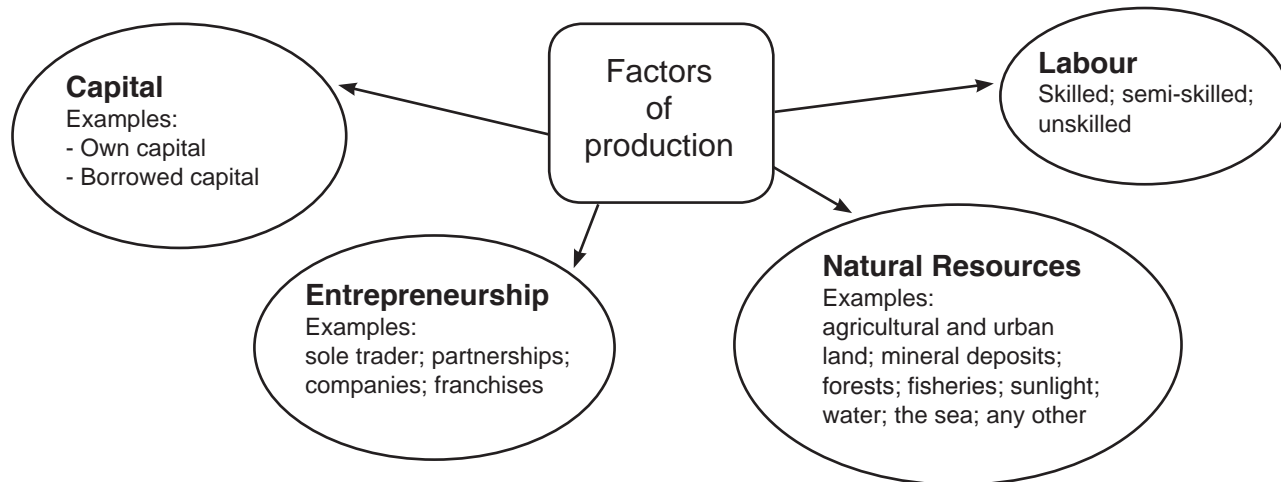 Factors
of
production
Capital
Examples:
- Own capital
- Borrowed capital
Labour
Skilled; semi-skilled;
unskilled
Entrepreneurship
Examples:
sole trader; partnerships;
companies; franchises
Natural Resources
Examples:
agricultural and urban
land; mineral deposits;
forests; fisheries; sunlight;
water; the sea; any other